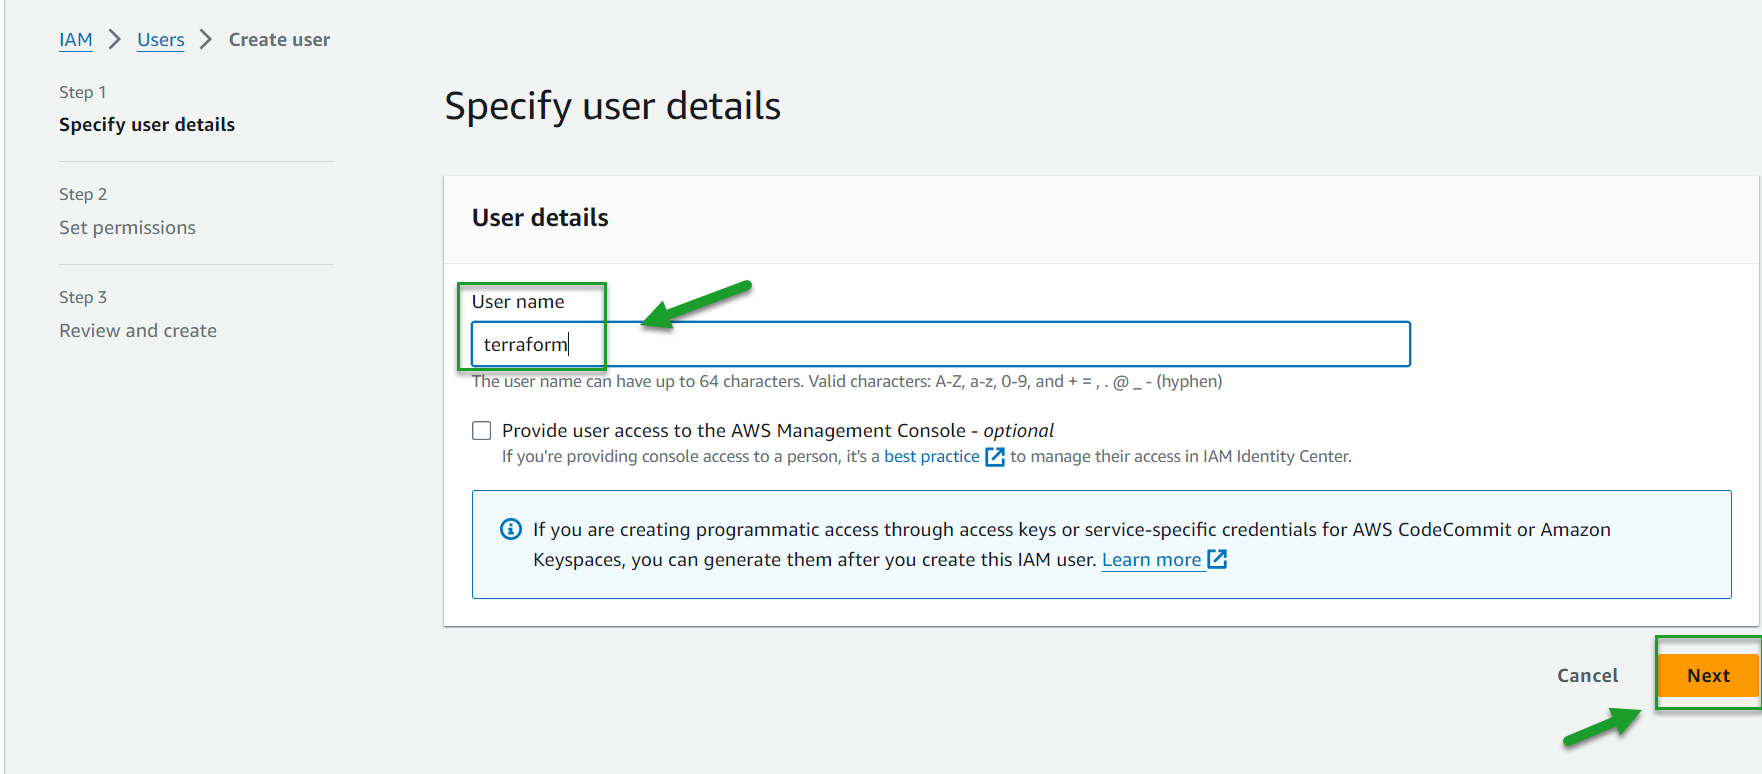 IAM > Users > Create user
Step 1
Specify user details
Step 2
Set permissions
Step 3
Review and create
Specify user details
User details
User name
terraform
The user name can have up to 64 characters. Valid characters: A-Z, a-z, 0-9, and + = , . @ _ - (hyphen)
Provide user access to the AWS Management Console - optional
If you're providing console access to a person, it's a best practice to manage their access in IAM Identity Center.
If you are creating programmatic access through access keys or service-specific credentials for AWS CodeCommit or Amazon
Keyspaces, you can generate them after you create this IAM user. Learn more
Cancel
Next